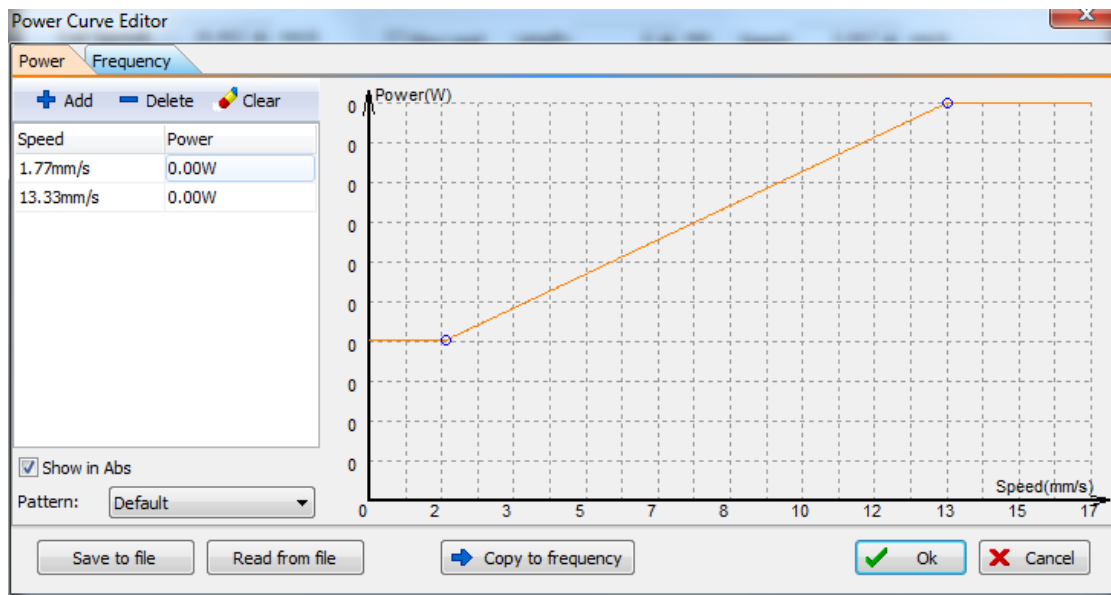 Power Curve Editor
Power Frequency
Add Delete Clear
Speed Power
1.77mm/s 0.00W
13.33mm/s 0.00W
Show in Abs
Pattern: Default
Power(W)
0
0
0
0
0
0
0
0
0
0
Speed(mm/s)
0 2 3 5 7 8 10 12 13 15 17
Save to file Read from file Copy to frequency Ok Cancel